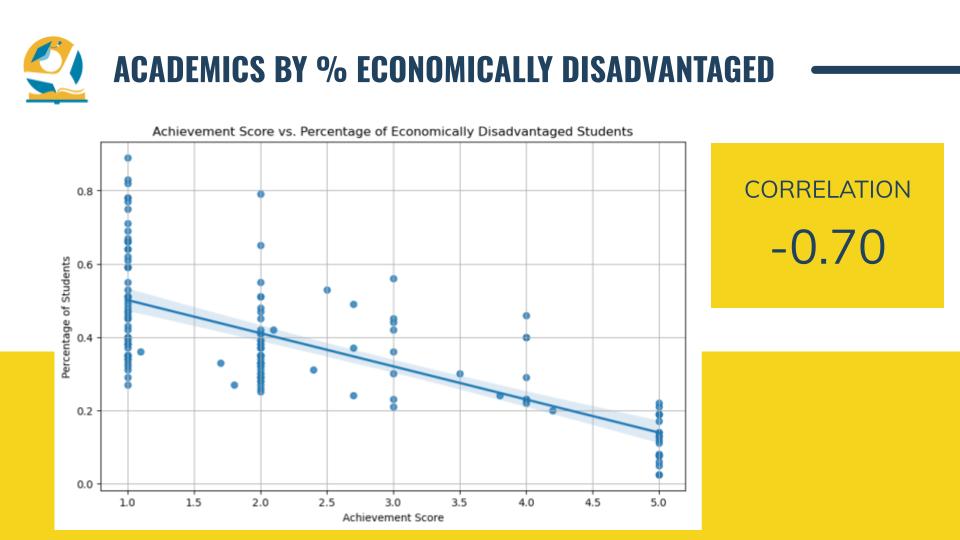 ACADEMICS BY % ECONOMICALLY DISADVANTAGED
Achievement Score vs. Percentage of Economically Disadvantaged Students
Percentage of Students
0.8
0.6
0.4
0.2
0.0
1.0 1.5 2.0 2.5 3.0 3.5 4.0 4.5 5.0
Achievement Score
CORRELATION
-0.70